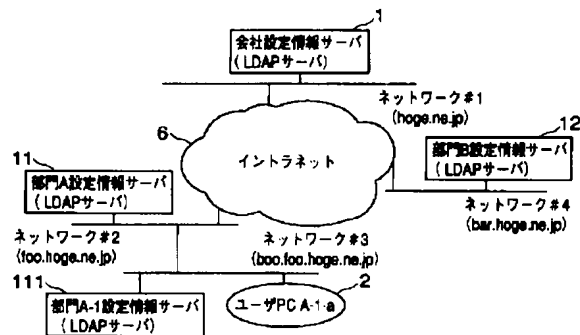 1
会社設定情報サーバ
(LDAPサーバ)
ネットワーク#1
(hoge.ne.jp)
6
イントラネット
12
部門B設定情報サーバ
(LDAPサーバ)
ネットワーク#4
(bar.hoge.ne.jp)
11
部門A設定情報サーバ
(LDAPサーバ)
ネットワーク#2
(foo.hoge.ne.jp)
ネットワーク#3
(boo.foo.hoge.ne.jp)
111
部門A-1設定情報サーバ
(LDAPサーバ)
2
ユーザPC A-1-a